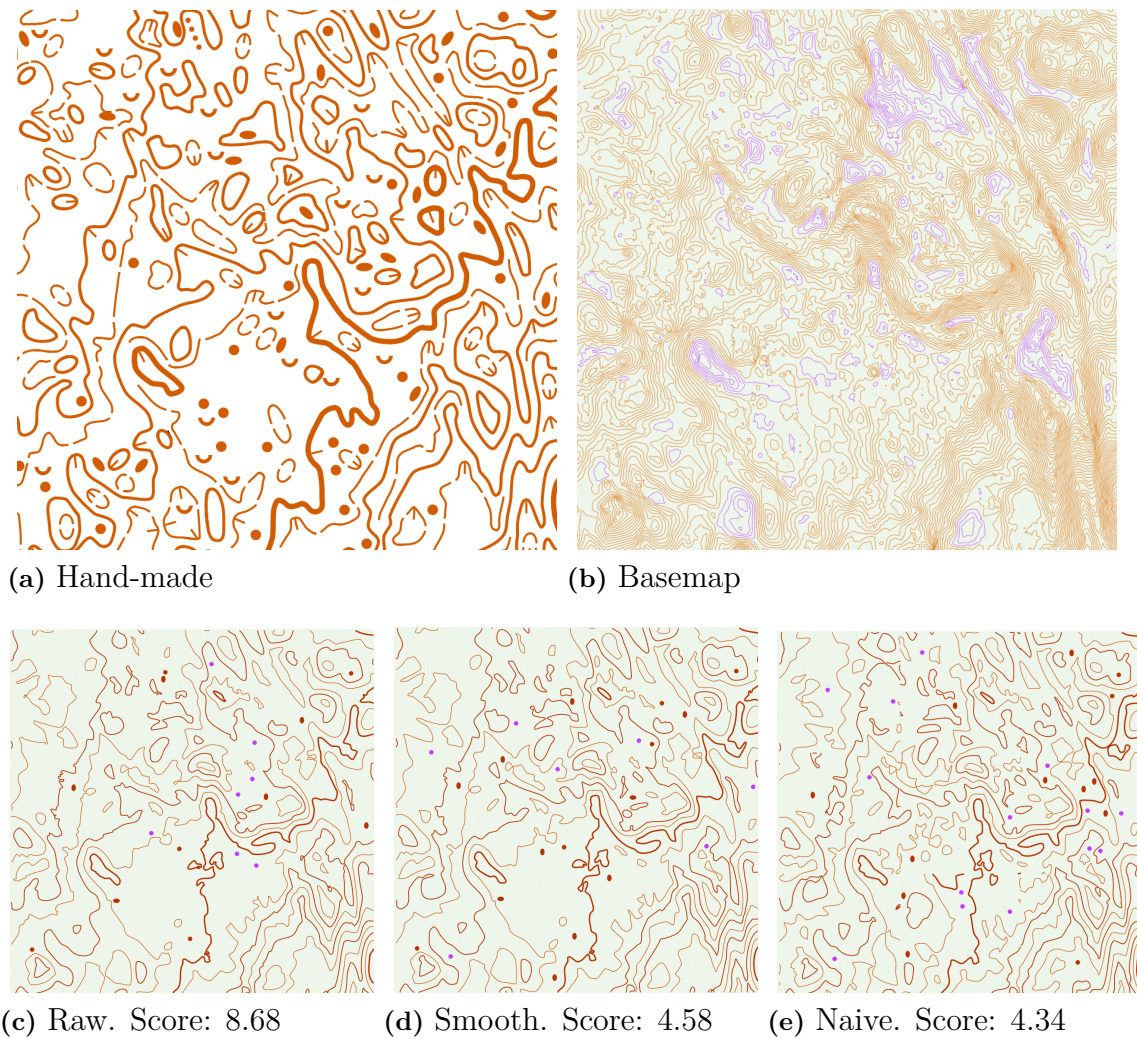 (a) Hand-made
(b) Basemap
(c) Raw. Score: 8.68
(d) Smooth. Score: 4.58
(e) Naive. Score: 4.34